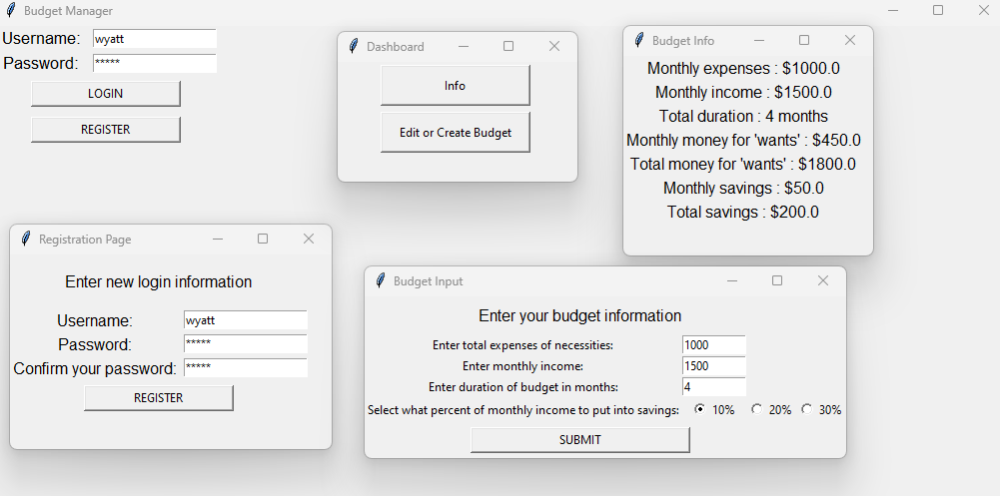 Budget Manager
Username: wyatt
Password: *****
LOGIN
REGISTER
Dashboard
Info
Edit or Create Budget
Budget Info
Monthly expenses : $1000.0
Monthly income : $1500.0
Total duration : 4 months
Monthly money for 'wants' : $450.0
Total money for 'wants' : $1800.0
Monthly savings : $50.0
Total savings : $200.0
Registration Page
Enter new login information
Username: wyatt
Password: *****
Confirm your password: *****
REGISTER
Budget Input
Enter your budget information
Enter total expenses of necessities: 1000
Enter monthly income: 1500
Enter duration of budget in months: 4
Select what percent of monthly income to put into savings: 10% 20% 30%
SUBMIT